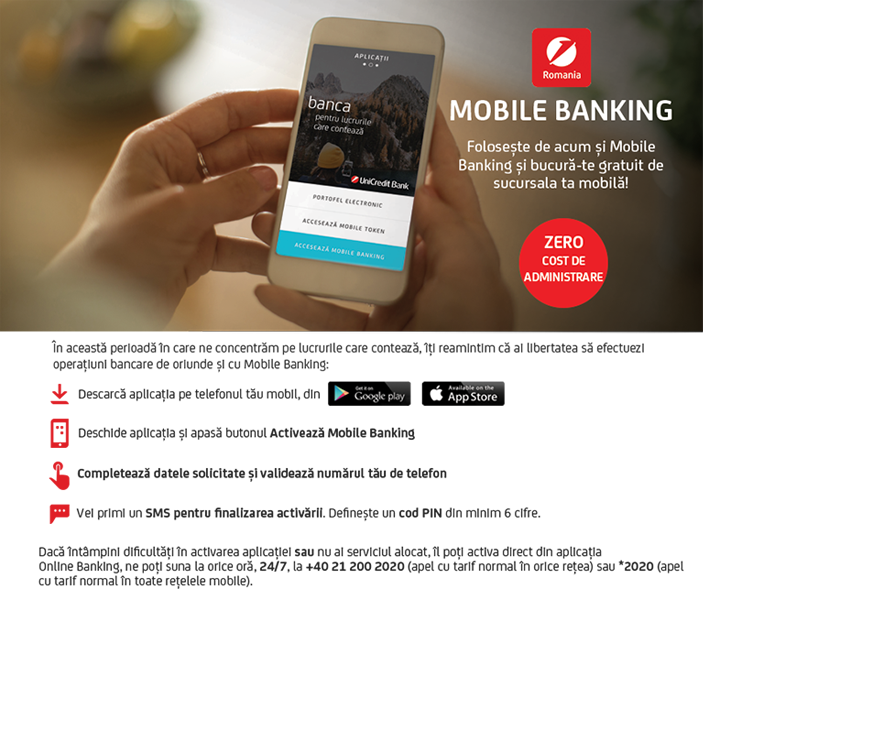 APLICAȚII
banca
pentru lucrurile
care contează
UniCredit Bank
PORTOFEL ELECTRONIC
ACCESEAZĂ MOBILE TOKEN
ACCESEAZĂ MOBILE BANKING
Romania
MOBILE BANKING
Folosește de acum și Mobile
Banking și bucură-te gratuit de
sucursala ta mobilă!
ZERO
COST DE
ADMINISTRARE
În această perioadă în care ne concentrăm pe lucrurile care contează, îți reamintim că ai libertatea să efectuezi
operațiuni bancare de oriunde și cu Mobile Banking:
Descarcă aplicația pe telefonul tău mobil, din
Get it on
Google play
Available on the
App Store
Deschide aplicația și apasă butonul Activează Mobile Banking
Completează datele solicitate și validează numărul tău de telefon
Vei primi un SMS pentru finalizarea activării. Definește un cod PIN din minim 6 cifre.
Dacă întâmpini dificultăți în activarea aplicației sau nu ai serviciul alocat, îl poți activa direct din aplicația
Online Banking, ne poți suna la orice oră, 24/7, la +40 21 200 2020 (apel cu tarif normal în orice rețea) sau *2020 (apel
cu tarif normal în toate rețelele mobile).